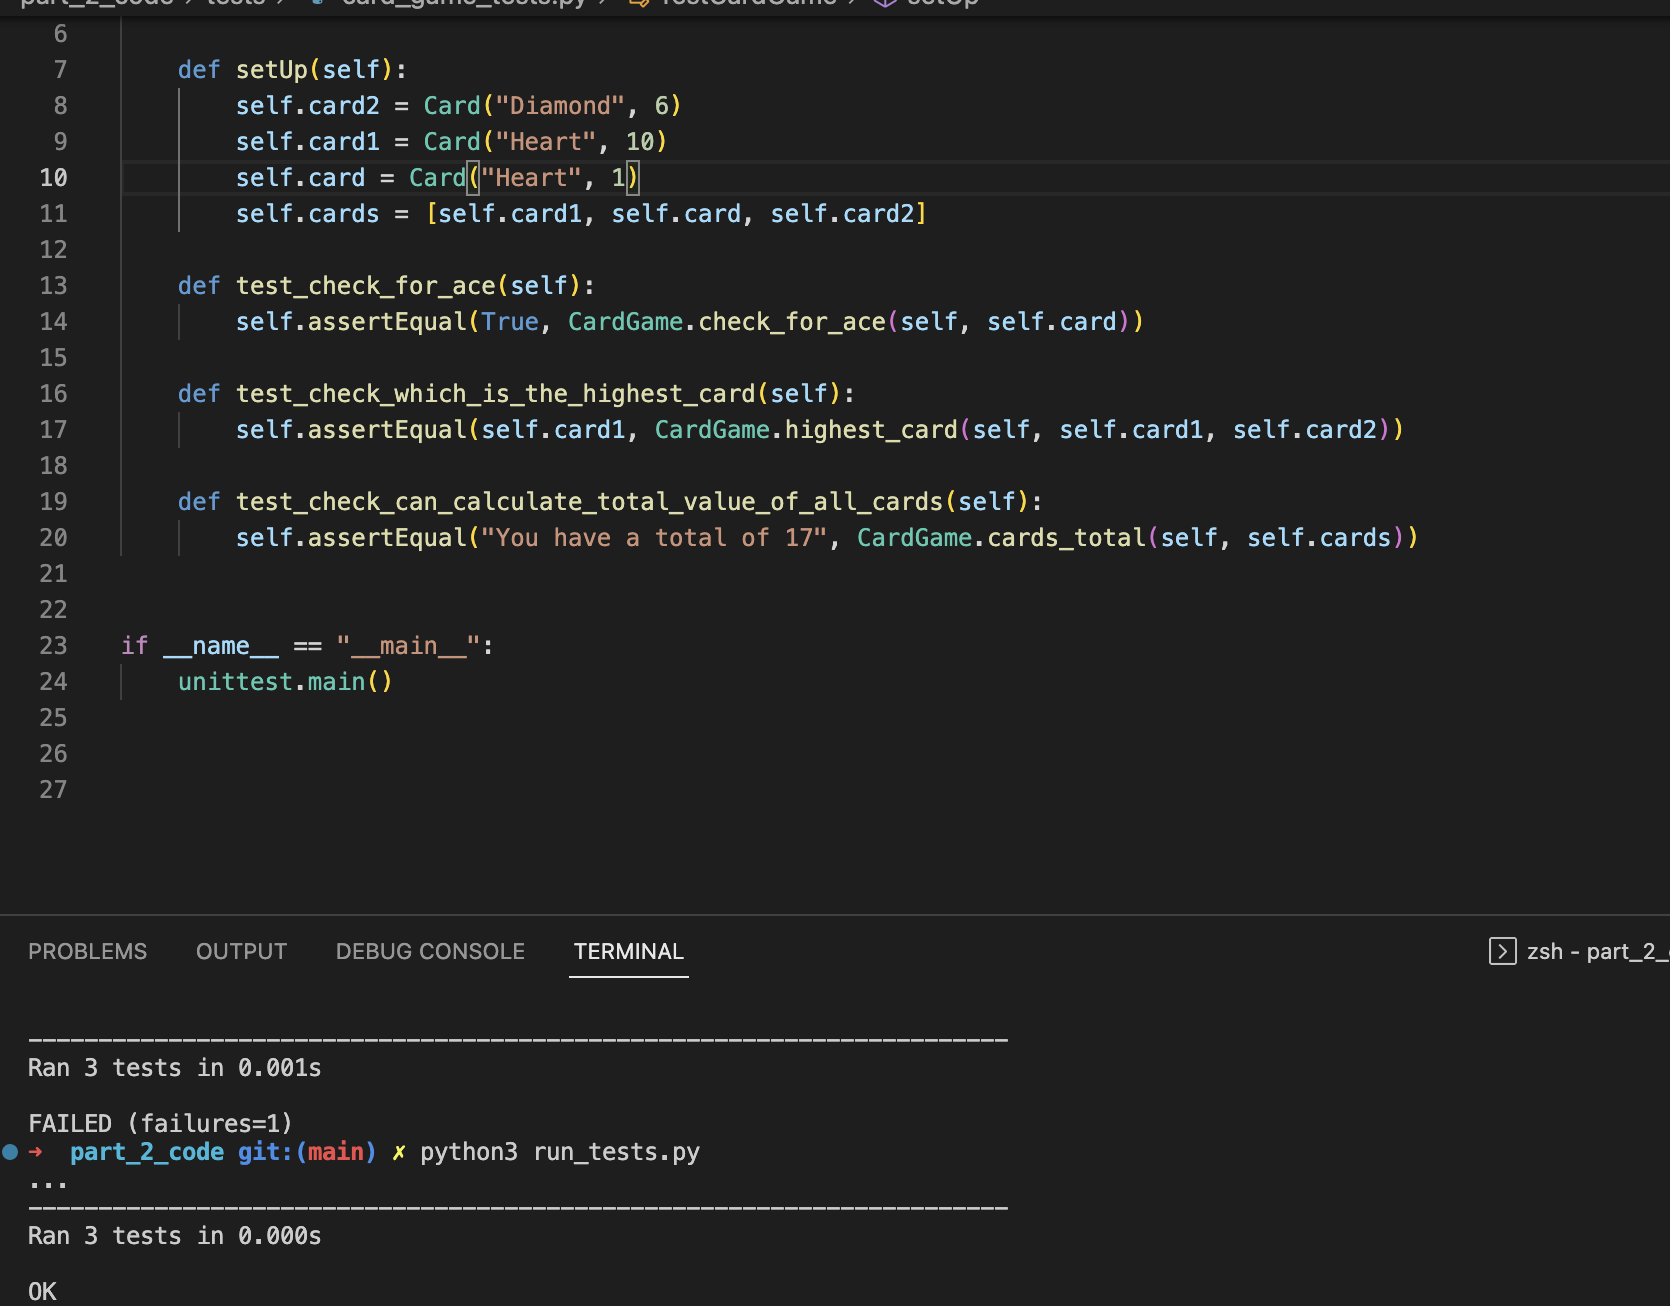 part_2_code > tests > card_game_tests.py > TestCardGame > setUp
6
7 def setUp(self):
8 self.card2 = Card("Diamond", 6)
9 self.card1 = Card("Heart", 10)
10 self.card = Card("Heart", 1)
11 self.cards = [self.card1, self.card, self.card2]
12
13 def test_check_for_ace(self):
14 self.assertEqual(True, CardGame.check_for_ace(self, self.card))
15
16 def test_check_which_is_the_highest_card(self):
17 self.assertEqual(self.card1, CardGame.highest_card(self, self.card1, self.card2))
18
19 def test_check_can_calculate_total_value_of_all_cards(self):
20 self.assertEqual("You have a total of 17", CardGame.cards_total(self, self.cards))
21
22
23 if __name__ == "__main__":
24 unittest.main()
25
26
27
PROBLEMS OUTPUT DEBUG CONSOLE TERMINAL zsh - part_2_
----------------------------------------------------------------------
Ran 3 tests in 0.001s
FAILED (failures=1)
➜ part_2_code git:(main) ✗ python3 run_tests.py
...
----------------------------------------------------------------------
Ran 3 tests in 0.000s
OK